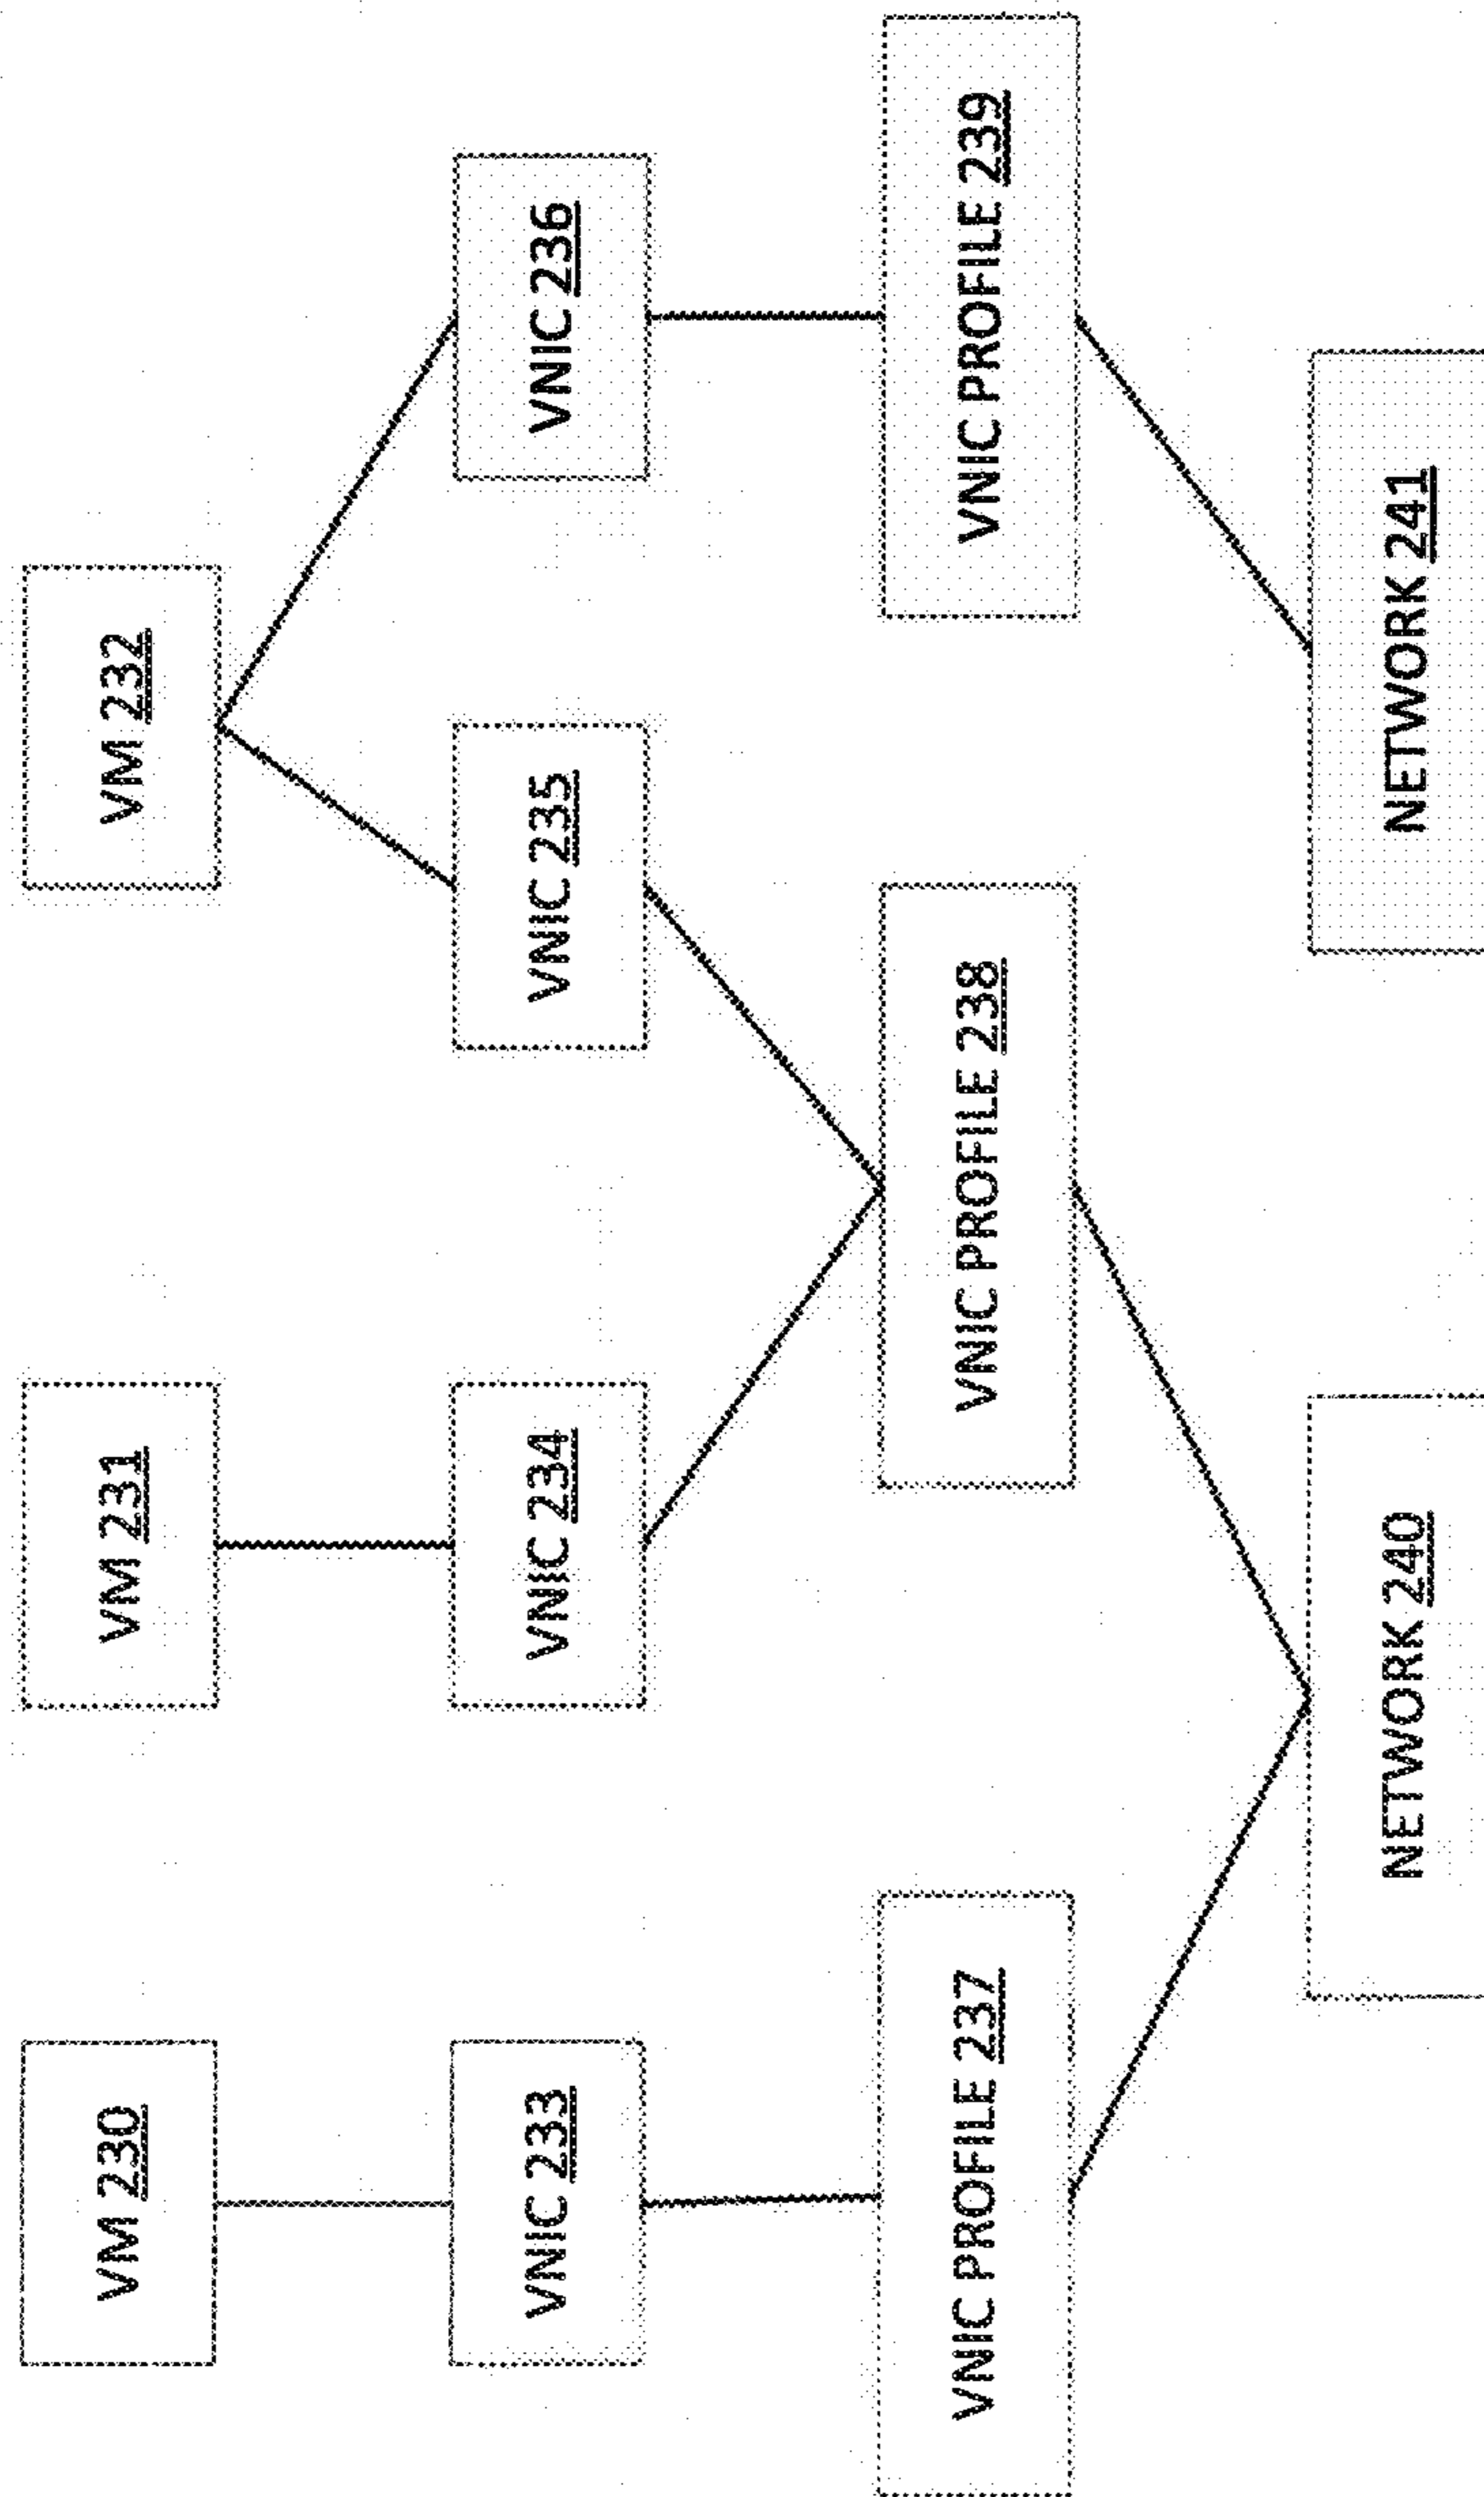 VM 230
VM 231
VM 232
VNIC 233
VNIC 234
VNIC 235
VNIC 236
VNIC PROFILE 237
VNIC PROFILE 238
VNIC PROFILE 239
NETWORK 240
NETWORK 241